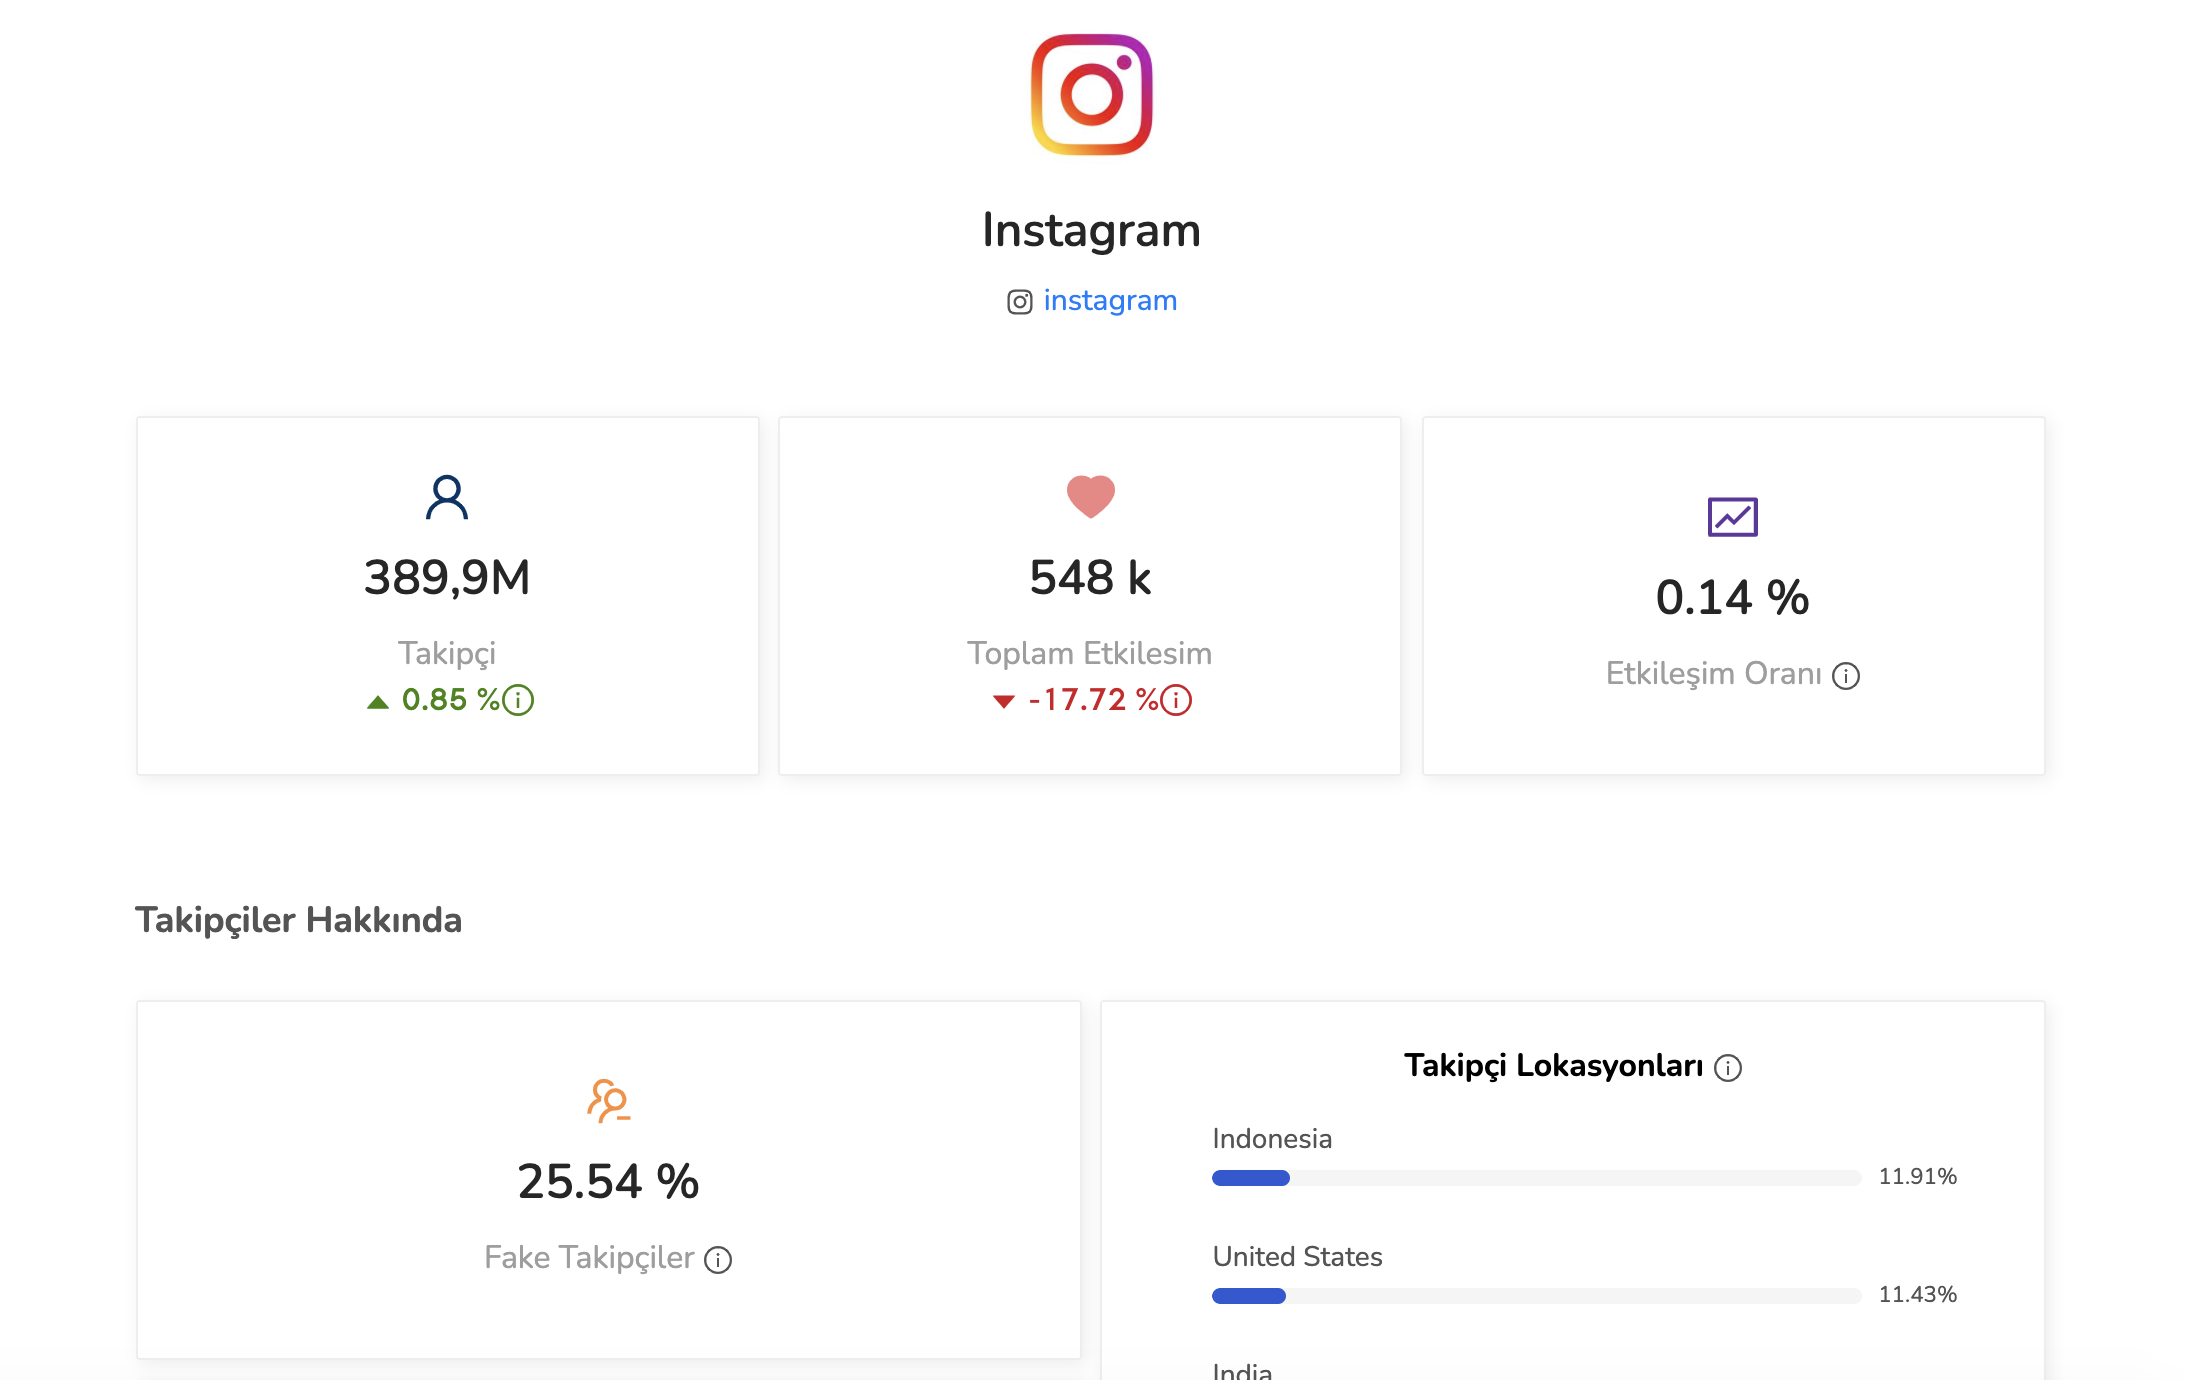 Instagram
instagram
389,9M
Takipçi
0.85 %
548 k
Toplam Etkilesim
-17.72 %
0.14 %
Etkileşim Oranı
Takipçiler Hakkında
25.54 %
Fake Takipçiler
Takipçi Lokasyonları
Indonesia
11.91%
United States
11.43%
India